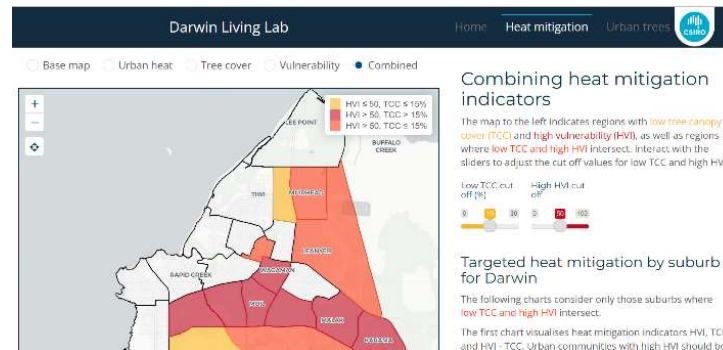 Darwin Living Lab
Home
Heat mitigation
Urban trees
CSIRO
Base map
Urban heat
Tree cover
Vulnerability
Combined
+
−
HVI ≤ 50, TCC ≤ 15%
HVI > 50, TCC > 15%
HVI > 50, TCC ≤ 15%
LEE POINT
BUFFALO CREEK
TIWI
MUIRHEAD
LEANYER
RAPID CREEK
WAGAMAN
MOIL
MALAK
KARAMA
Combining heat mitigation
indicators
The map to the left indicates regions with low tree canopy
cover (TCC) and high vulnerability (HVI), as well as regions
where low TCC and high HVI intersect. Interact with the
sliders to adjust the cut off values for low TCC and high HV
Low TCC cut
off (%)
High HVI cut
off
0
15
30
0
50
100
Targeted heat mitigation by suburb
for Darwin
The following charts consider only those suburbs where
low TCC and high HVI intersect.
The first chart visualises heat mitigation indicators HVI, TC
and HVI - TCC. Urban communities with high HVI should be